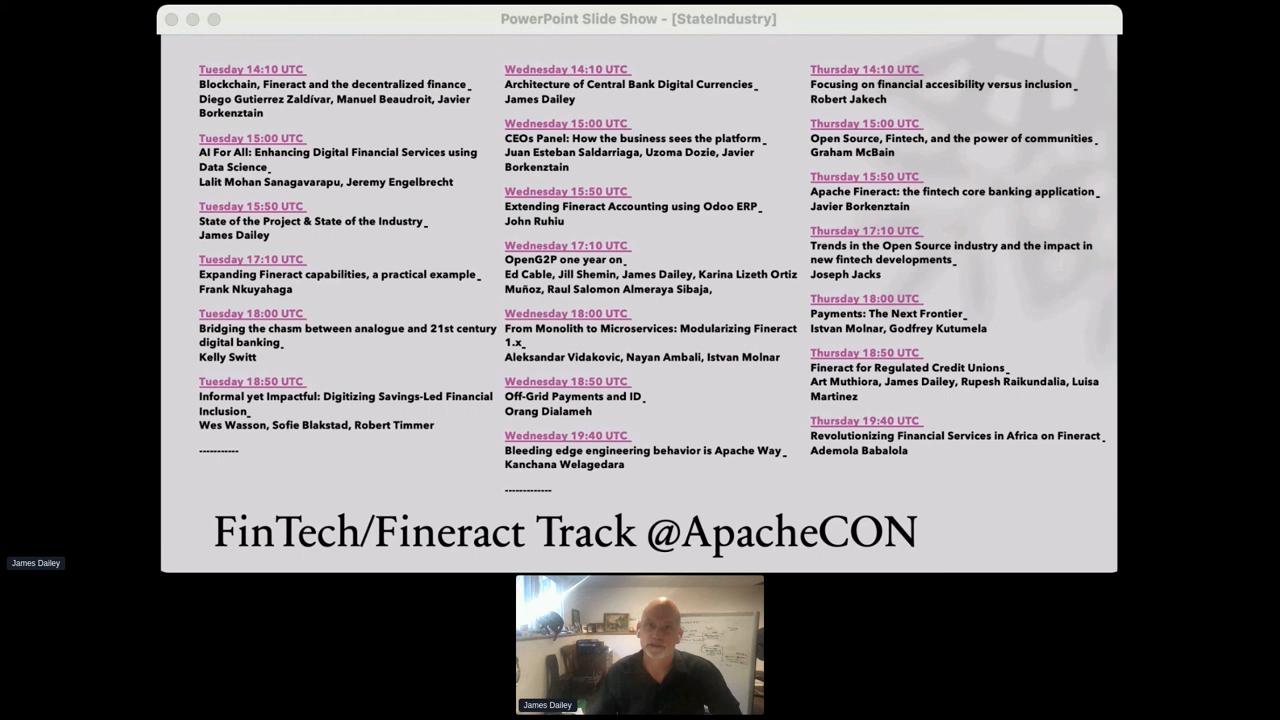 PowerPoint Slide Show - [StateIndustry]
Tuesday 14:10 UTC
Blockchain, Fineract and the decentralized finance
Diego Gutierrez Zaldívar, Manuel Beaudroit, Javier
Borkenztain
Tuesday 15:00 UTC
AI For All: Enhancing Digital Financial Services using
Data Science
Lalit Mohan Sanagavarapu, Jeremy Engelbrecht
Tuesday 15:50 UTC
State of the Project & State of the Industry
James Dailey
Tuesday 17:10 UTC
Expanding Fineract capabilities, a practical example
Frank Nkuyahaga
Tuesday 18:00 UTC
Bridging the chasm between analogue and 21st century
digital banking
Kelly Switt
Tuesday 18:50 UTC
Informal yet Impactful: Digitizing Savings-Led Financial
Inclusion
Wes Wasson, Sofie Blakstad, Robert Timmer
-----------
Wednesday 14:10 UTC
Architecture of Central Bank Digital Currencies
James Dailey
Wednesday 15:00 UTC
CEOs Panel: How the business sees the platform
Juan Esteban Saldarriaga, Uzoma Dozie, Javier
Borkenztain
Wednesday 15:50 UTC
Extending Fineract Accounting using Odoo ERP
John Ruhiu
Wednesday 17:10 UTC
OpenG2P one year on
Ed Cable, Jill Shemin, James Dailey, Karina Lizeth Ortiz
Muñoz, Raul Salomon Almeraya Sibaja,
Wednesday 18:00 UTC
From Monolith to Microservices: Modularizing Fineract
1.x
Aleksandar Vidakovic, Nayan Ambali, Istvan Molnar
Wednesday 18:50 UTC
Off-Grid Payments and ID
Orang Dialameh
Wednesday 19:40 UTC
Bleeding edge engineering behavior is Apache Way
Kanchana Welagedara
-------------
Thursday 14:10 UTC
Focusing on financial accesibility versus inclusion
Robert Jakech
Thursday 15:00 UTC
Open Source, Fintech, and the power of communities
Graham McBain
Thursday 15:50 UTC
Apache Fineract: the fintech core banking application
Javier Borkenztain
Thursday 17:10 UTC
Trends in the Open Source industry and the impact in
new fintech developments
Joseph Jacks
Thursday 18:00 UTC
Payments: The Next Frontier
Istvan Molnar, Godfrey Kutumela
Thursday 18:50 UTC
Fineract for Regulated Credit Unions
Art Muthiora, James Dailey, Rupesh Raikundalia, Luisa
Martinez
Thursday 19:40 UTC
Revolutionizing Financial Services in Africa on Fineract
Ademola Babalola
FinTech/Fineract Track @ApacheCON
James Dailey
James Dailey